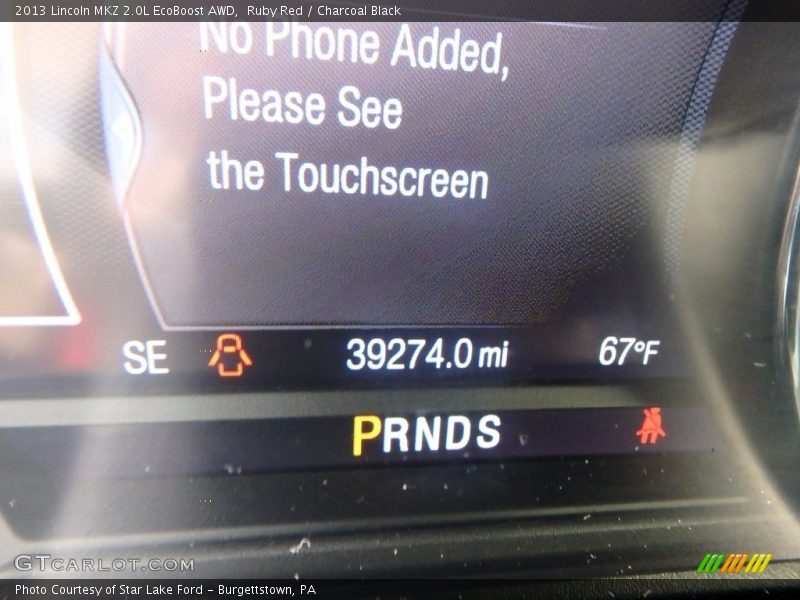 2013 Lincoln MKZ 2.0L EcoBoost AWD,  Ruby Red / Charcoal Black
No Phone Added,
Please See
the Touchscreen
SE 39274.0 mi 67°F
PRNDS
GTCARLOT.COM
Photo Courtesy of Star Lake Ford - Burgettstown, PA